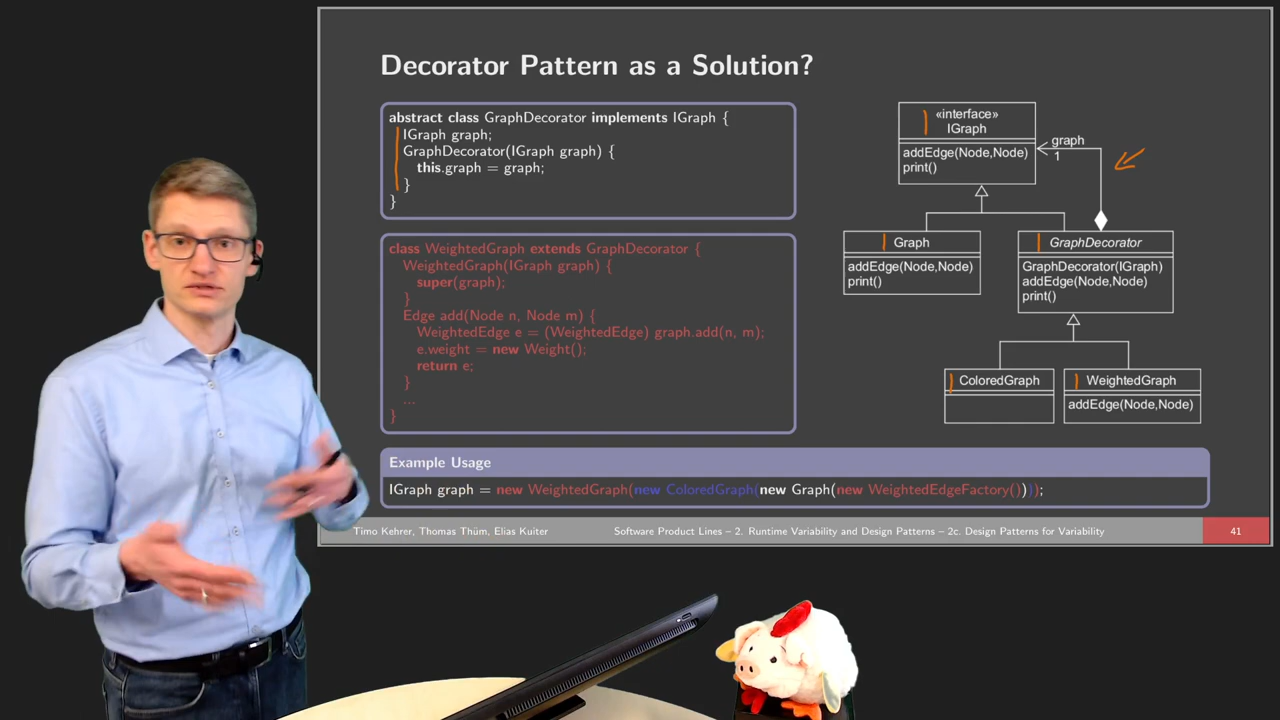 Decorator Pattern as a Solution?
abstract class GraphDecorator implements IGraph {
IGraph graph;
GraphDecorator(IGraph graph) {
this.graph = graph;
}
}
class WeightedGraph extends GraphDecorator {
WeightedGraph(IGraph graph) {
super(graph);
}
Edge add(Node n, Node m) {
WeightedEdge e = (WeightedEdge) graph.add(n, m);
e.weight = new Weight();
return e;
}
...
}
«interface»
IGraph
addEdge(Node,Node)
print()
graph
1
Graph
addEdge(Node,Node)
print()
GraphDecorator
GraphDecorator(IGraph)
addEdge(Node,Node)
print()
ColoredGraph
WeightedGraph
addEdge(Node,Node)
Example Usage
IGraph graph = new WeightedGraph(new ColoredGraph(new Graph(new WeightedEdgeFactory())));
Timo Kehrer, Thomas Thüm, Elias Kuiter
Software Product Lines – 2. Runtime Variability and Design Patterns – 2c. Design Patterns for Variability
41